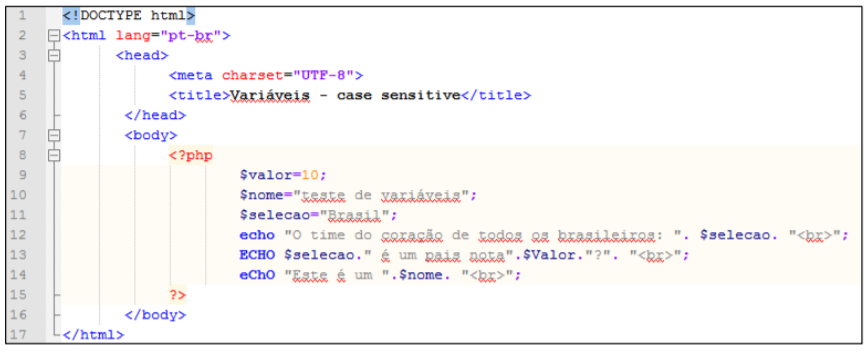 1 <!DOCTYPE html>
2 <html lang="pt-br">
3 <head>
4 <meta charset="UTF-8">
5 <title>Variáveis - case sensitive</title>
6 </head>
7 <body>
8 <?php
9 $valor=10;
10 $nome="teste de variáveis";
11 $selecao="Brasil";
12 echo "O time do coração de todos os brasileiros: ". $selecao. "<br>";
13 ECHO $selecao." é um pais nota".$Valor."?". "<br>";
14 eChO "Este é um ".$nome. "<br>";
15 ?>
16 </body>
17 </html>